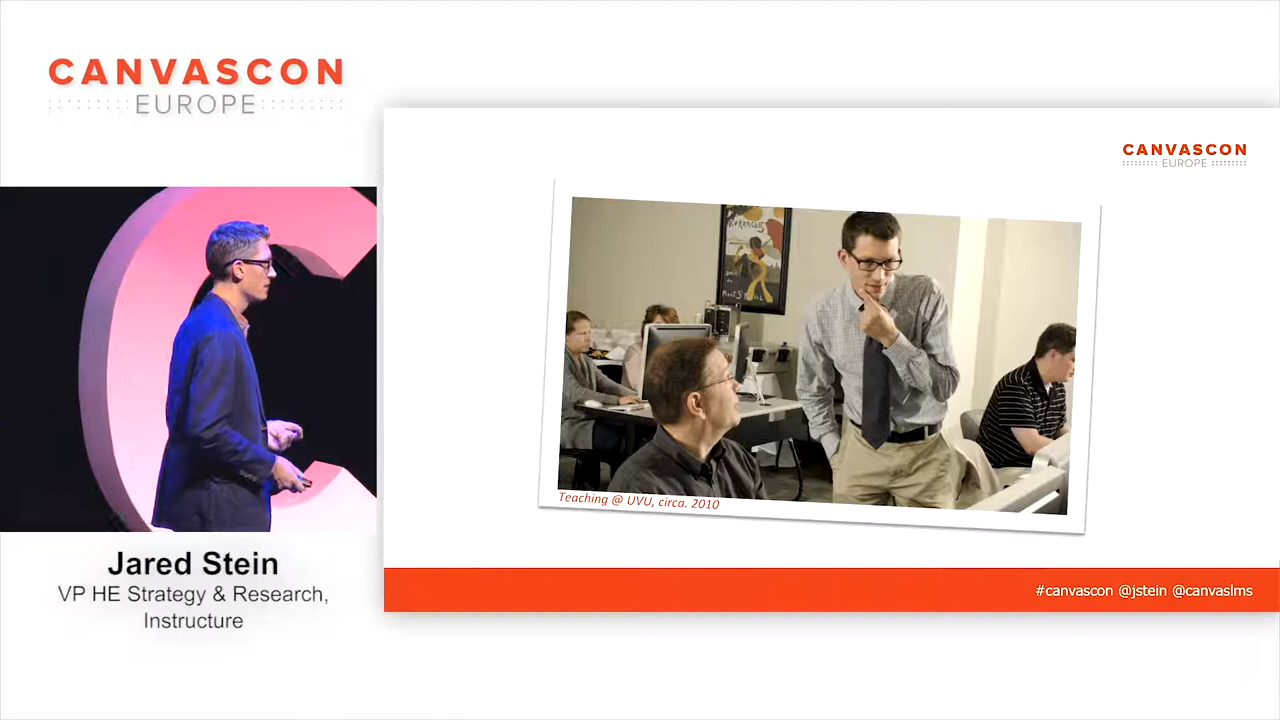 CANVASCON
EUROPE
CANVASCON
EUROPE
Teaching @ UVU, circa. 2010
Jared Stein
VP HE Strategy & Research,
Instructure
#canvascon @jstein @canvaslms